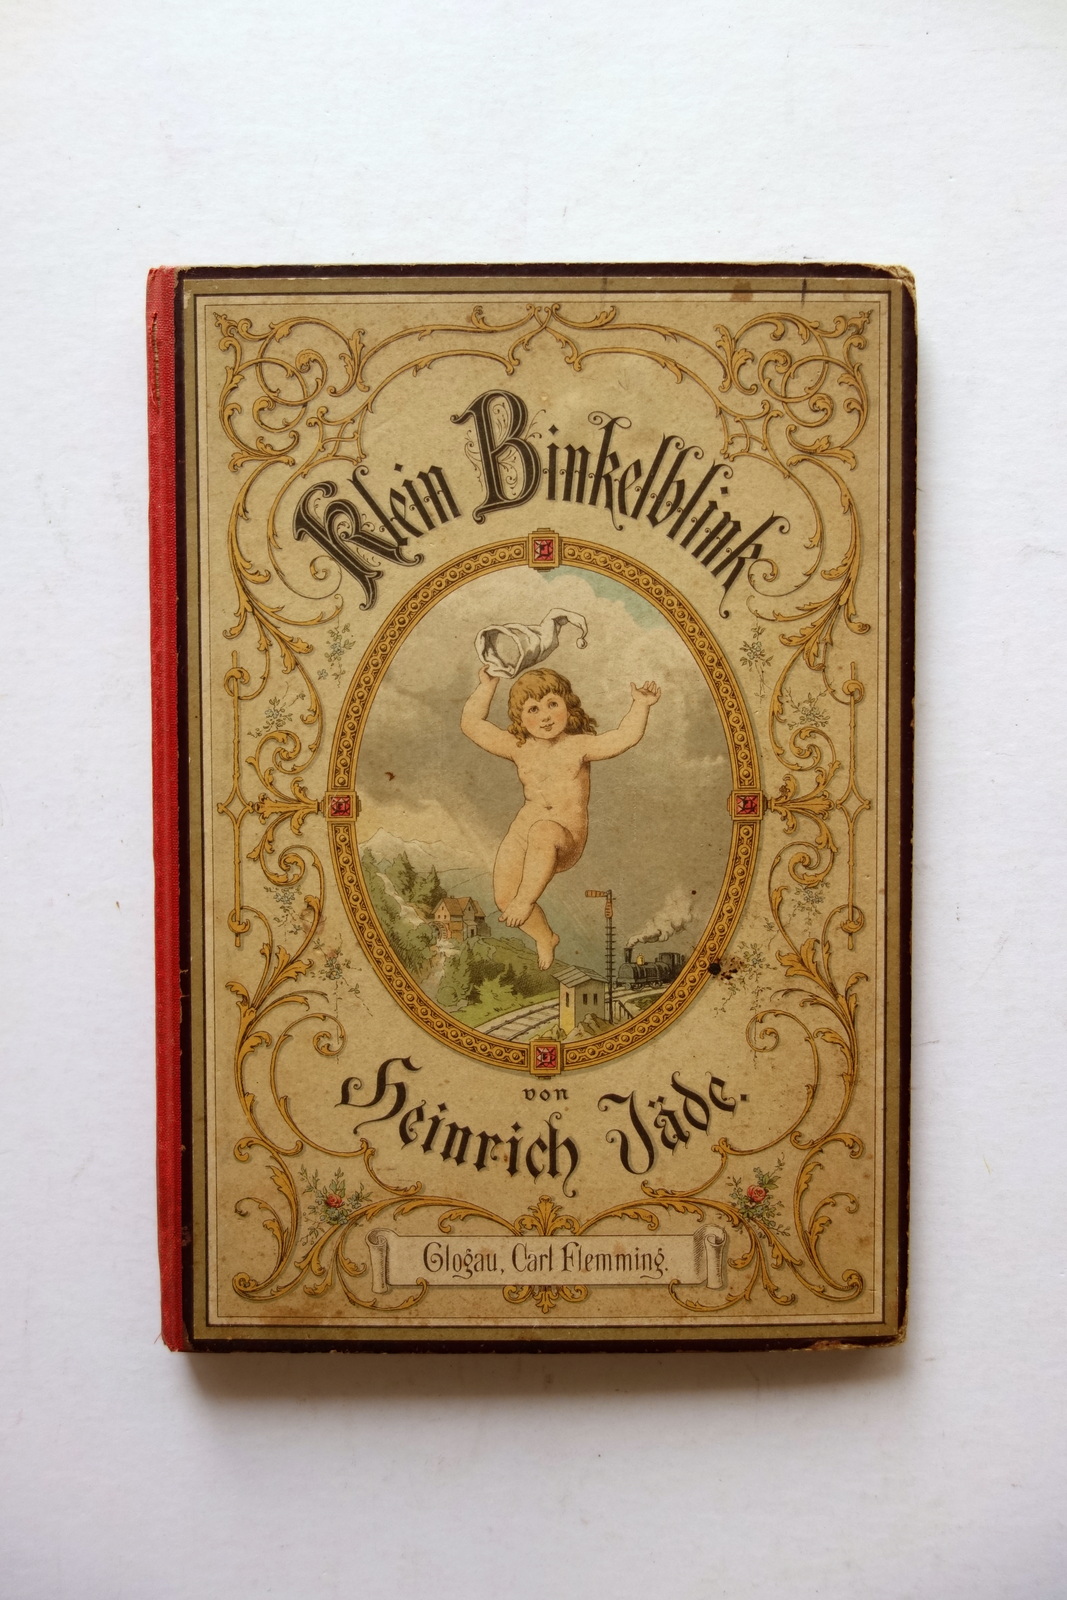 Klein Binkelblink
von
Heinrich Jäde.
Glogau, Carl Flemming.